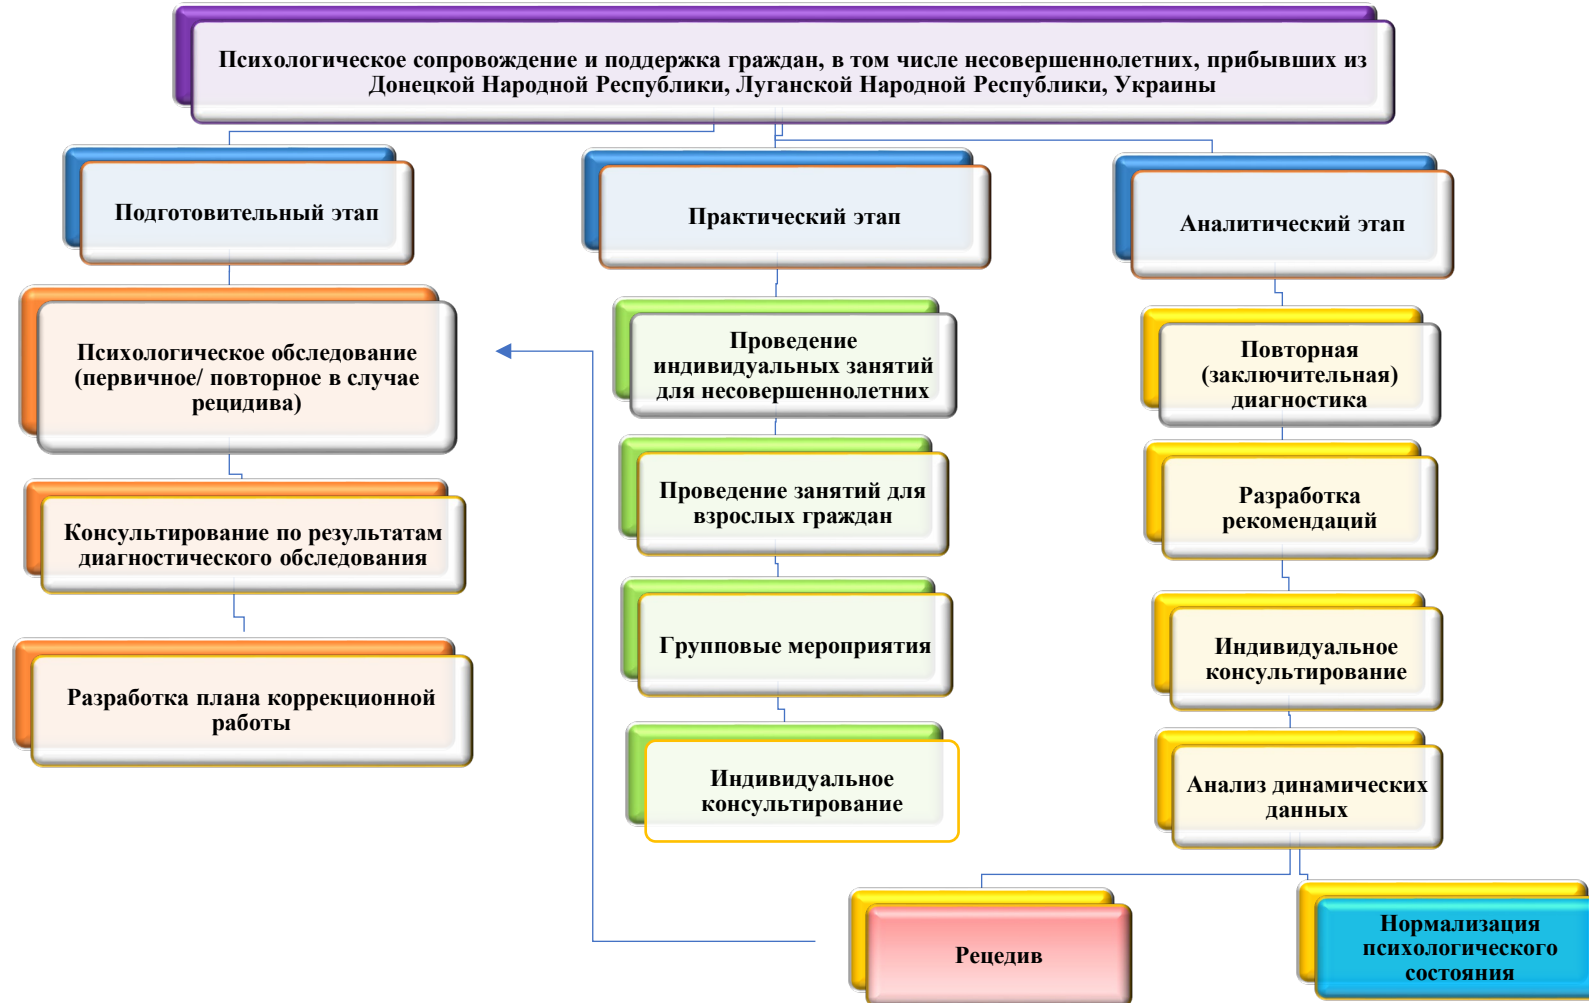 Психологическое сопровождение и поддержка граждан, в том числе несовершеннолетних, прибывших из
Донецкой Народной Республики, Луганской Народной Республики, Украины
Подготовительный этап
Психологическое обследование
(первичное/ повторное в случае
рецидива)
Консультирование по результатам
диагностического обследования
Разработка плана коррекционной
работы
Практический этап
Проведение
индивидуальных занятий
для несовершеннолетних
Проведение занятий для
взрослых граждан
Групповые мероприятия
Индивидуальное
консультирование
Аналитический этап
Повторная
(заключительная)
диагностика
Разработка
рекомендаций
Индивидуальное
консультирование
Анализ динамических
данных
Рецедив
Нормализация
психологического
состояния